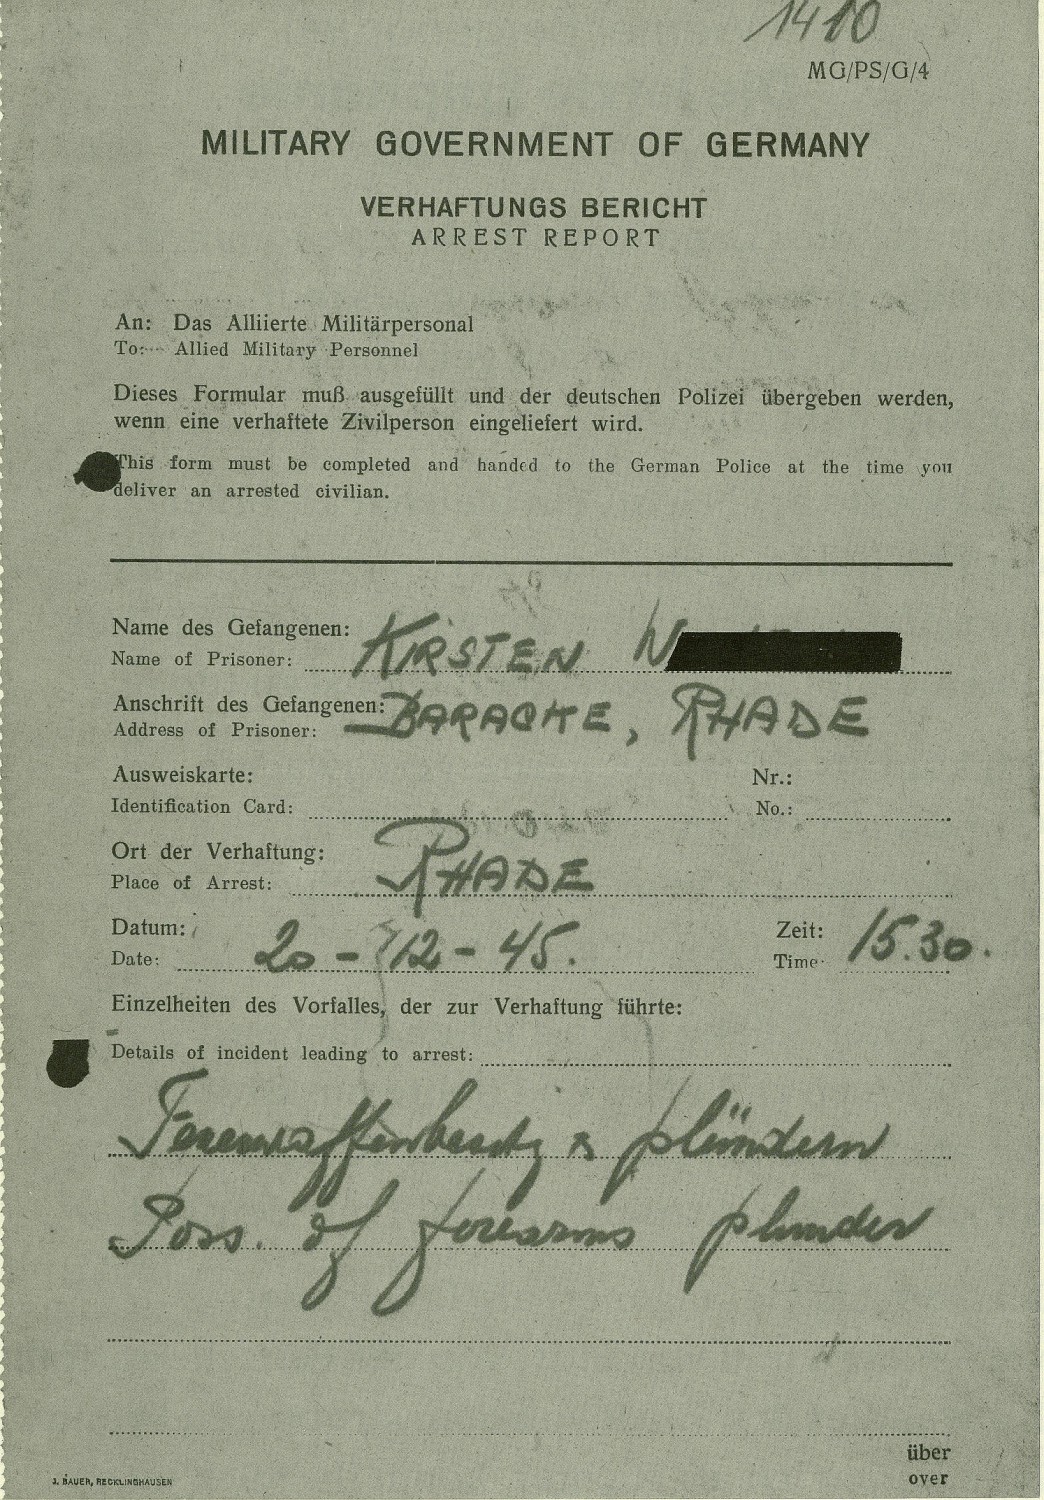 1410
MG/PS/G/4
MILITARY GOVERNMENT OF GERMANY
VERHAFTUNGS BERICHT
ARREST REPORT
An: Das Alliierte Militärpersonal
To: Allied Military Personnel
Dieses Formular muß ausgefüllt und der deutschen Polizei übergeben werden,
wenn eine verhaftete Zivilperson eingeliefert wird.
This form must be completed and handed to the German Police at the time you
deliver an arrested civilian.
Name des Gefangenen:
Name of Prisoner: KIRSTEN W
Anschrift des Gefangenen:
Address of Prisoner: BARACKE, RHADE
Ausweiskarte: Nr.:
Identification Card: No.:
Ort der Verhaftung:
Place of Arrest: RHADE
Datum: Zeit:
Date: 20-12-45. Time 15.30.
Einzelheiten des Vorfalles, der zur Verhaftung führte:
Details of incident leading to arrest:
Feuerwaffenbesitz & plündern
Poss. of firearms plunder
über
over
J. BAUER, RECKLINGHAUSEN